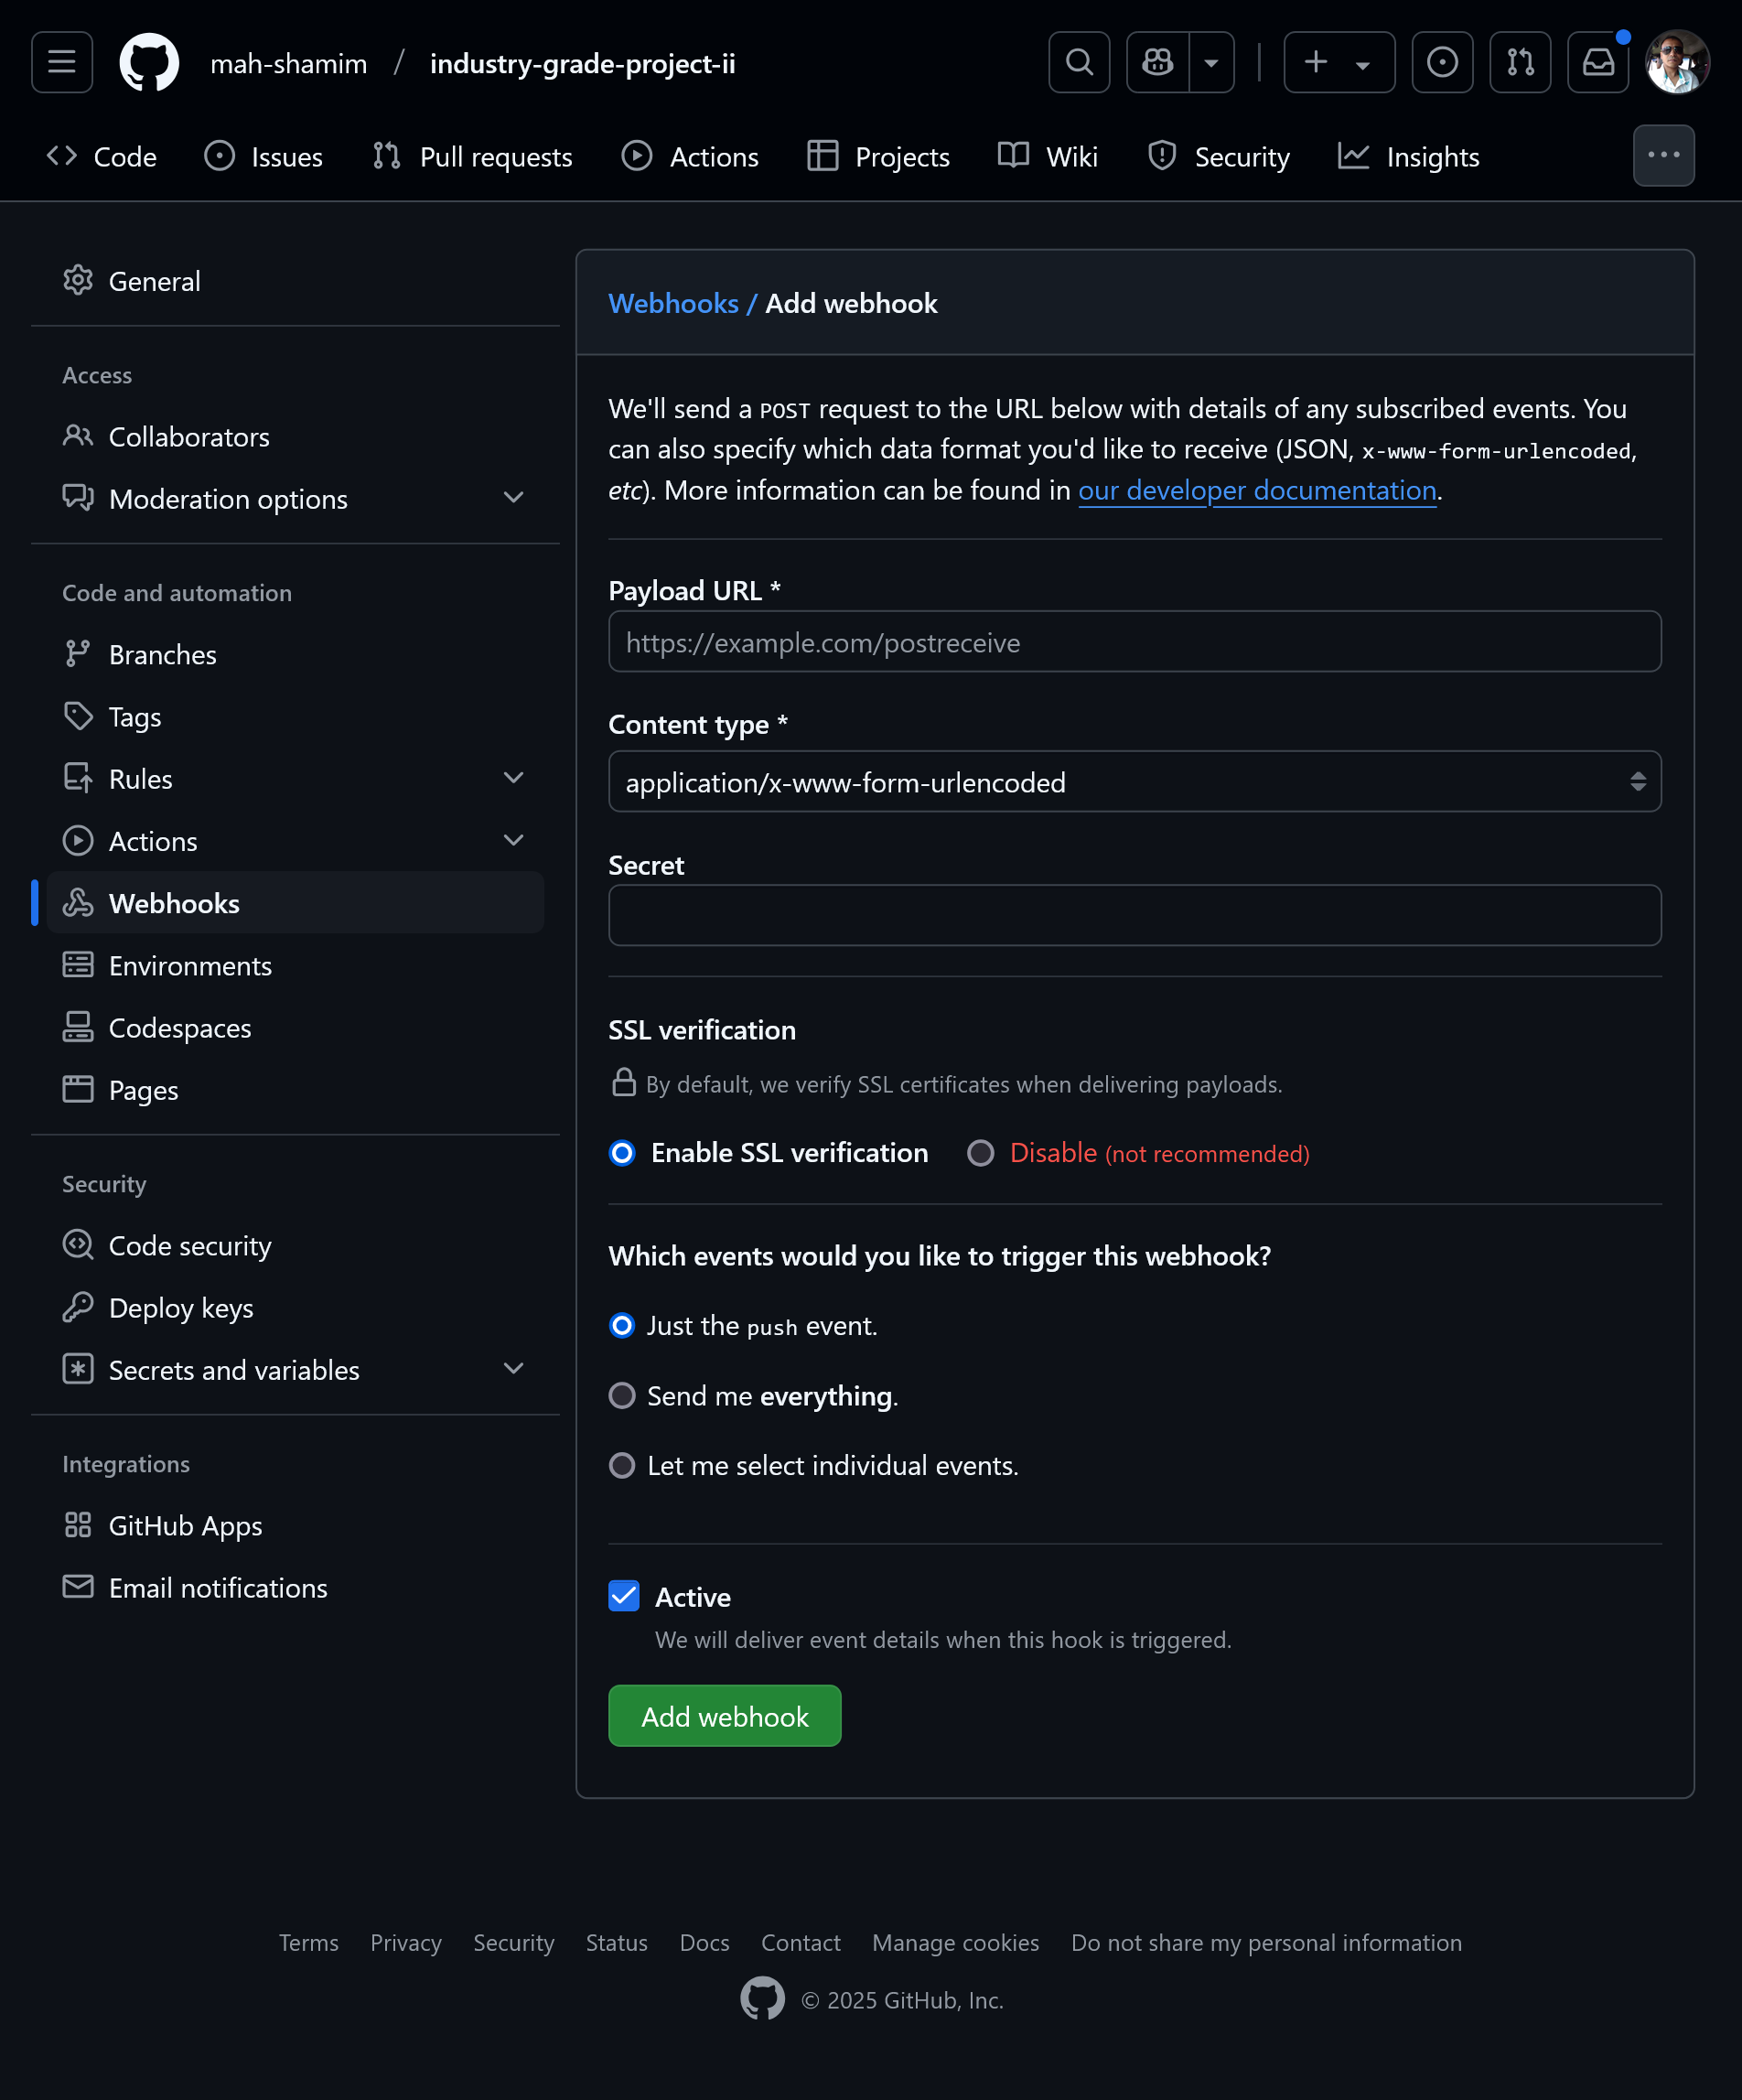 mah-shamim / industry-grade-project-ii
Code Issues Pull requests Actions Projects Wiki Security Insights
General
Access
Collaborators
Moderation options
Code and automation
Branches
Tags
Rules
Actions
Webhooks
Environments
Codespaces
Pages
Security
Code security
Deploy keys
Secrets and variables
Integrations
GitHub Apps
Email notifications
Webhooks / Add webhook
We'll send a POST request to the URL below with details of any subscribed events. You
can also specify which data format you'd like to receive (JSON, x-www-form-urlencoded,
etc). More information can be found in our developer documentation.
Payload URL *
https://example.com/postreceive
Content type *
application/x-www-form-urlencoded
Secret
SSL verification
By default, we verify SSL certificates when delivering payloads.
Enable SSL verification Disable (not recommended)
Which events would you like to trigger this webhook?
Just the push event.
Send me everything.
Let me select individual events.
Active
We will deliver event details when this hook is triggered.
Add webhook
Terms Privacy Security Status Docs Contact Manage cookies Do not share my personal information
© 2025 GitHub, Inc.